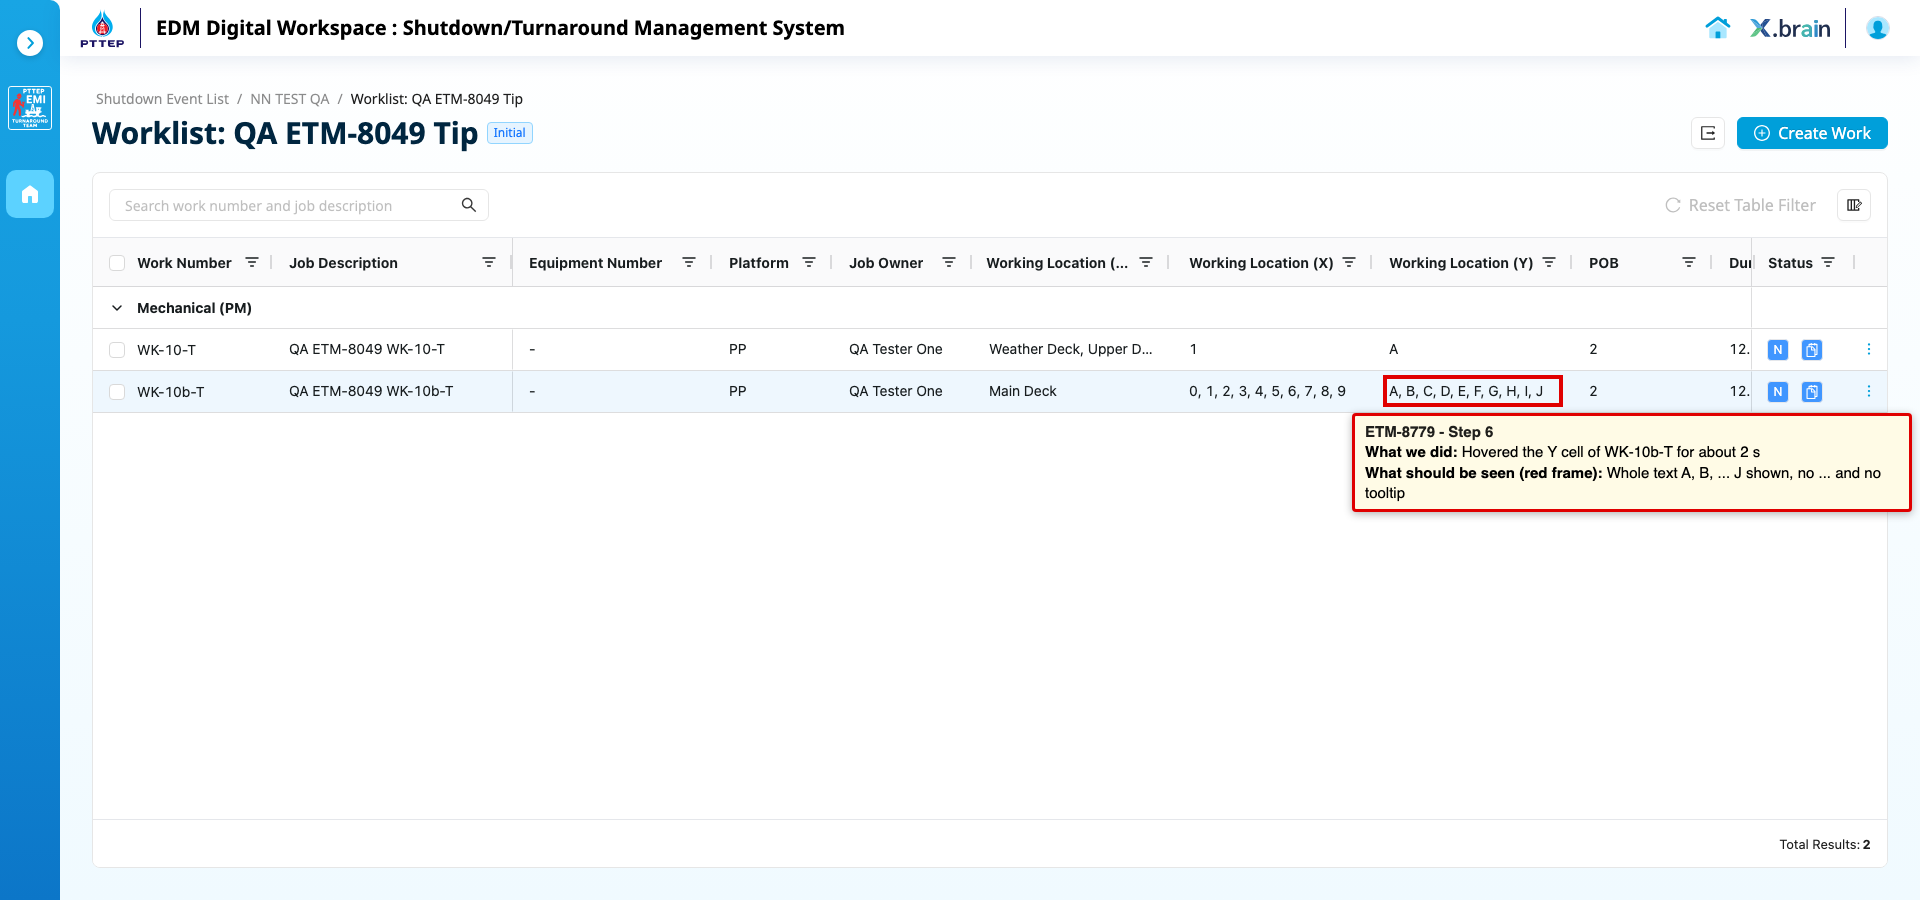 PTTEP
EDM Digital Workspace : Shutdown/Turnaround Management System
X.brain
PTTEP
EMI
TURNAROUND
TEAM
Shutdown Event List / NN TEST QA / Worklist: QA ETM-8049 Tip
Worklist: QA ETM-8049 Tip Initial
Create Work
Search work number and job description
Reset Table Filter
Work Number Job Description Equipment Number Platform Job Owner Working Location (... Working Location (X) Working Location (Y) POB Dur Status
Mechanical (PM)
WK-10-T QA ETM-8049 WK-10-T - PP QA Tester One Weather Deck, Upper D... 1 A 2 12. N
WK-10b-T QA ETM-8049 WK-10b-T - PP QA Tester One Main Deck 0, 1, 2, 3, 4, 5, 6, 7, 8, 9 A, B, C, D, E, F, G, H, I, J 2 12. N
ETM-8779 - Step 6
What we did: Hovered the Y cell of WK-10b-T for about 2 s
What should be seen (red frame): Whole text A, B, ... J shown, no ... and no
tooltip
Total Results: 2